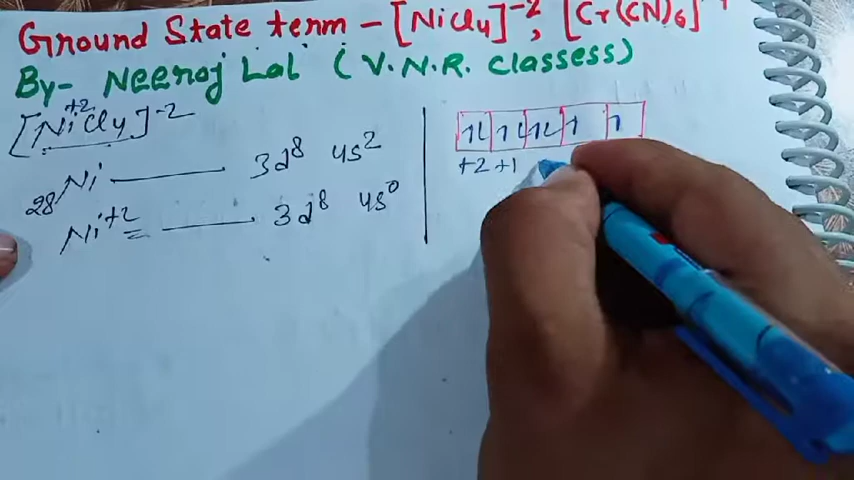 Ground State term - [NiCl4]⁻², [Cr(CN)6]
By- Neeraj Lal (V.N.R. classess)
[Ni⁺²Cl4]⁻²
₂₈Ni —— 3d⁸ 4s²
Ni⁺² —— 3d⁸ 4s⁰
1L 1L 1L 1 1
+2 +1